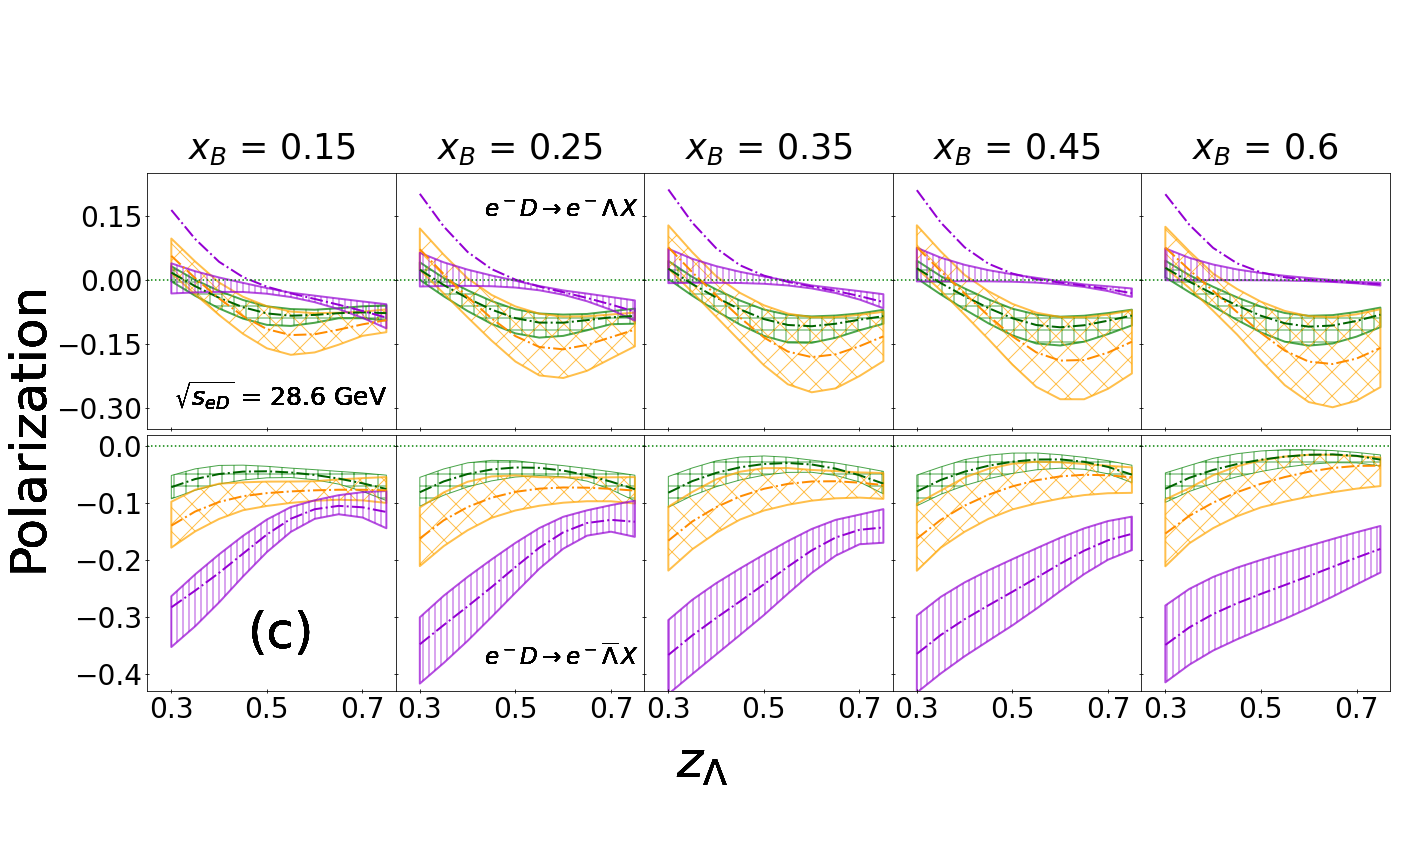 x_B = 0.15 x_B = 0.25 x_B = 0.35 x_B = 0.45 x_B = 0.6
0.15
0.00
−0.15
−0.30
e⁻D→e⁻ΛX
√s_eD = 28.6 GeV
Polarization
0.0
−0.1
−0.2
−0.3
−0.4
(c)
e⁻D→e⁻Λ̅X
0.3 0.5 0.7 0.3 0.5 0.7 0.3 0.5 0.7 0.3 0.5 0.7 0.3 0.5 0.7
z_Λ